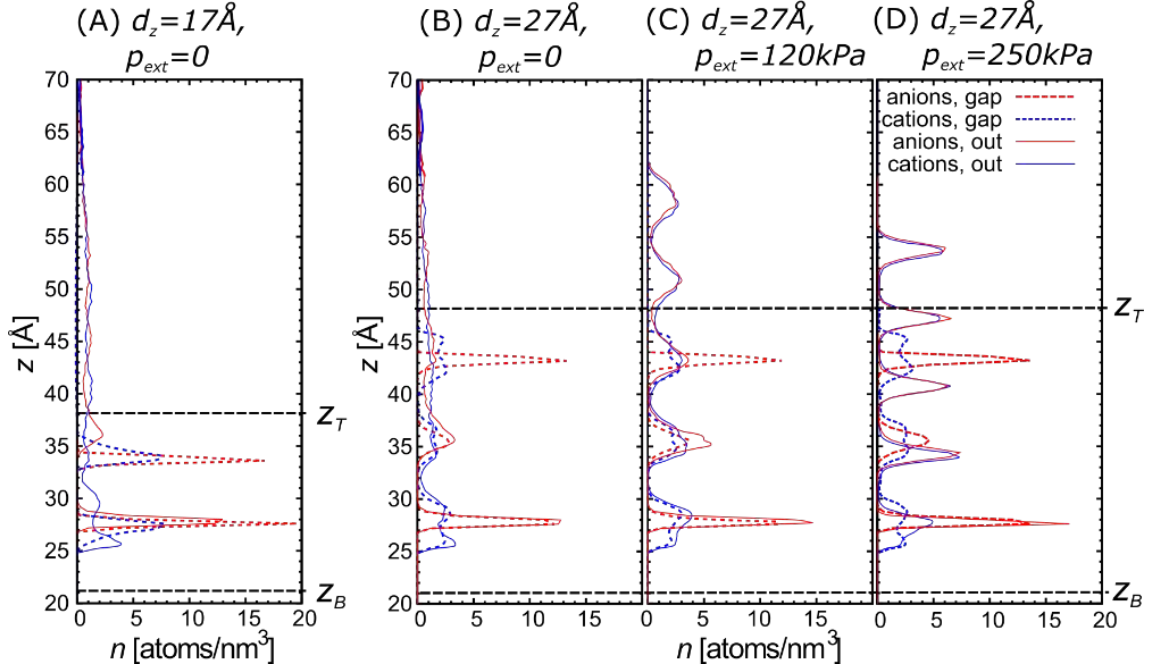 (A) d_z=17Å,
p_ext=0
(B) d_z=27Å,
p_ext=0
(C) d_z=27Å,
p_ext=120kPa
(D) d_z=27Å,
p_ext=250kPa
anions, gap
cations, gap
anions, out
cations, out
70
65
60
55
50
45
40
35
30
25
20
z [Å]
z_T
z_B
0 5 10 15 20
n [atoms/nm³]
70
65
60
55
50
45
40
35
30
25
20
z [Å]
0 5 10 15
n [atoms/nm³]
0 5 10 15
0 5 10 15 20
n [atoms/nm³]
z_T
z_B